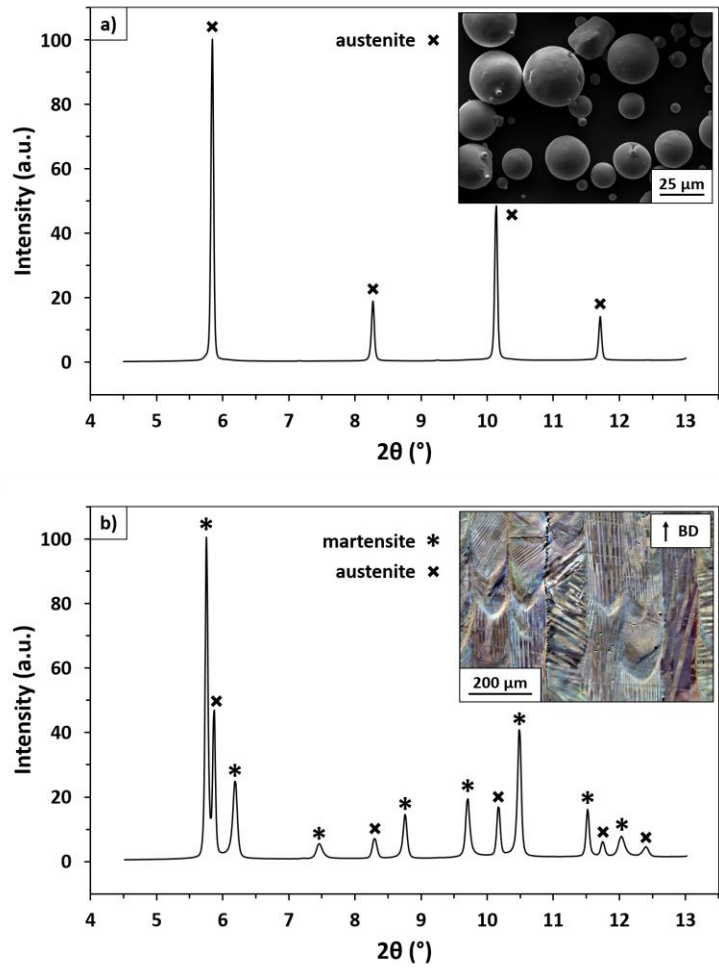 a)
austenite ×
25 µm
Intensity (a.u.)
100
80
60
40
20
0
4 5 6 7 8 9 10 11 12 13
2θ (°)
b)
martensite *
austenite ×
↑ BD
200 µm
Intensity (a.u.)
100
80
60
40
20
0
4 5 6 7 8 9 10 11 12 13
2θ (°)